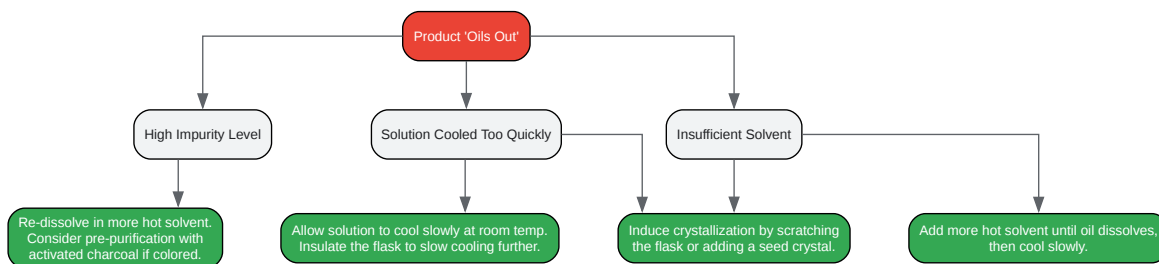 Product 'Oils Out'
High Impurity Level
Solution Cooled Too Quickly
Insufficient Solvent
Re-dissolve in more hot solvent.
Consider pre-purification with
activated charcoal if colored.
Allow solution to cool slowly at room temp.
Insulate the flask to slow cooling further.
Induce crystallization by scratching
the flask or adding a seed crystal.
Add more hot solvent until oil dissolves,
then cool slowly.